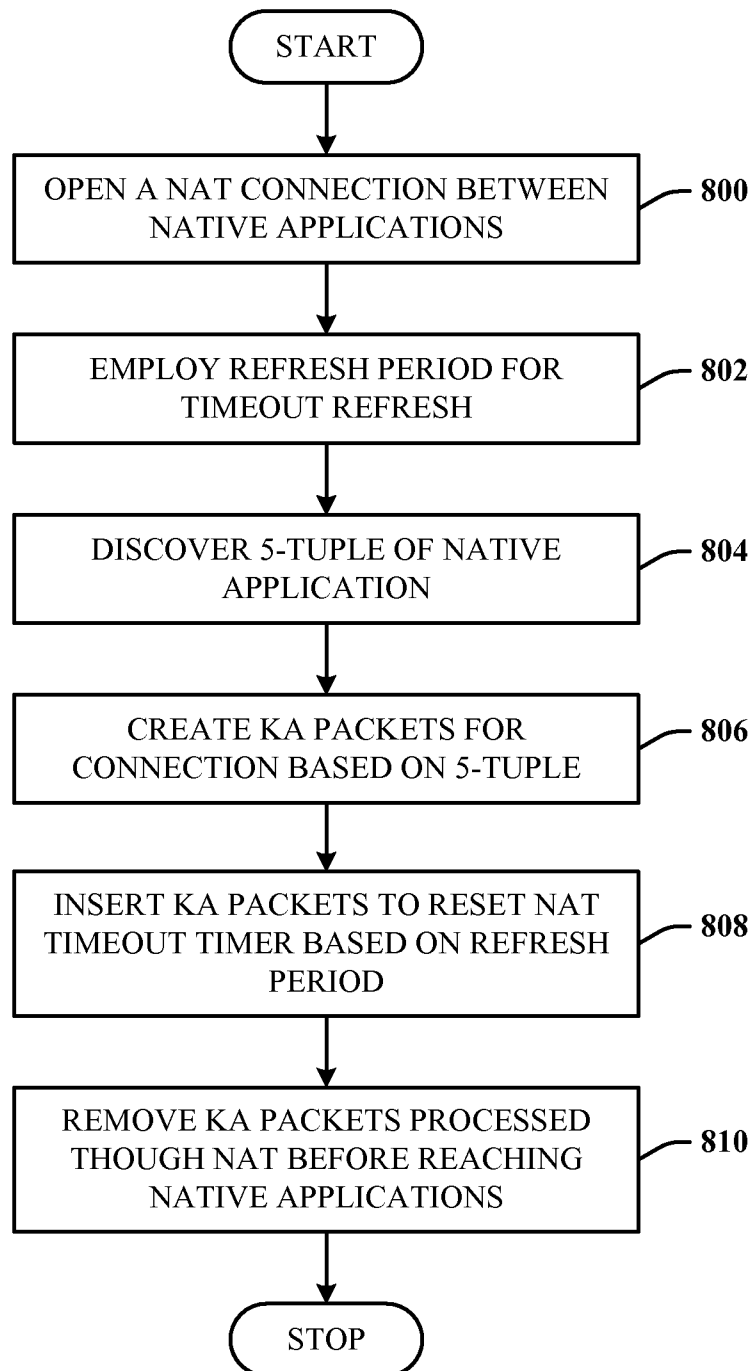 START
OPEN A NAT CONNECTION BETWEEN
NATIVE APPLICATIONS
800
EMPLOY REFRESH PERIOD FOR
TIMEOUT REFRESH
802
DISCOVER 5-TUPLE OF NATIVE
APPLICATION
804
CREATE KA PACKETS FOR
CONNECTION BASED ON 5-TUPLE
806
INSERT KA PACKETS TO RESET NAT
TIMEOUT TIMER BASED ON REFRESH
PERIOD
808
REMOVE KA PACKETS PROCESSED
THOUGH NAT BEFORE REACHING
NATIVE APPLICATIONS
810
STOP